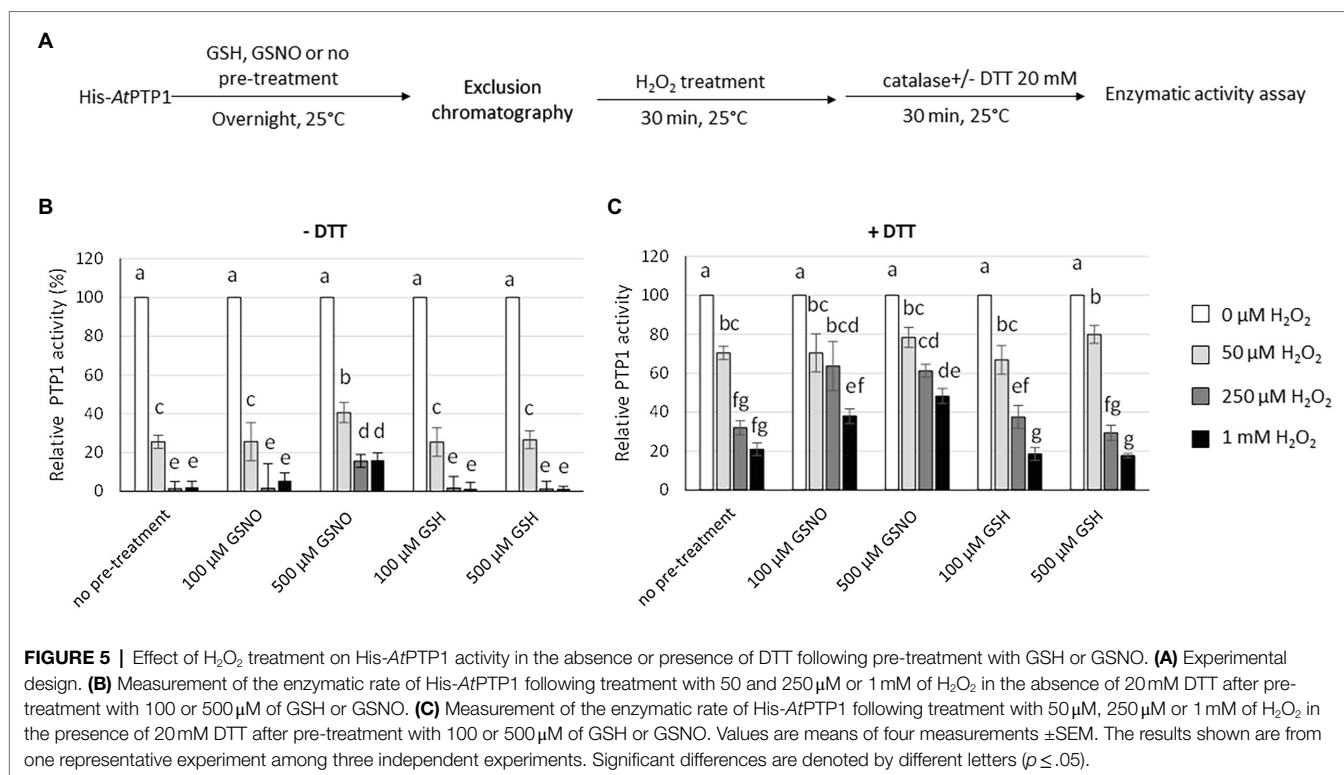 A
His-AtPTP1
GSH, GSNO or no
pre-treatment
Overnight, 25°C
Exclusion
chromatography
H₂O₂ treatment
30 min, 25°C
catalase+/- DTT 20 mM
30 min, 25°C
Enzymatic activity assay
B
- DTT
Relative PTP1 activity (%)
120
100
80
60
40
20
0
a c e e
a c e e
a b d d
a c e e
a c e e
no pre-treatment
100 µM GSNO
500 µM GSNO
100 µM GSH
500 µM GSH
C
+ DTT
Relative PTP1 activity
120
100
80
60
40
20
0
a bc fg fg
a bc bcd ef
a bc cd de
a bc ef g
a b fg g
no pre-treatment
100 µM GSNO
500 µM GSNO
100 µM GSH
500 µM GSH
0 µM H₂O₂
50 µM H₂O₂
250 µM H₂O₂
1 mM H₂O₂
FIGURE 5 | Effect of H₂O₂ treatment on His-AtPTP1 activity in the absence or presence of DTT following pre-treatment with GSH or GSNO. (A) Experimental
design. (B) Measurement of the enzymatic rate of His-AtPTP1 following treatment with 50 and 250 µM or 1 mM of H₂O₂ in the absence of 20 mM DTT after pre-
treatment with 100 or 500 µM of GSH or GSNO. (C) Measurement of the enzymatic rate of His-AtPTP1 following treatment with 50 µM, 250 µM or 1 mM of H₂O₂ in
the presence of 20 mM DTT after pre-treatment with 100 or 500 µM of GSH or GSNO. Values are means of four measurements ±SEM. The results shown are from
one representative experiment among three independent experiments. Significant differences are denoted by different letters (p ≤ .05).